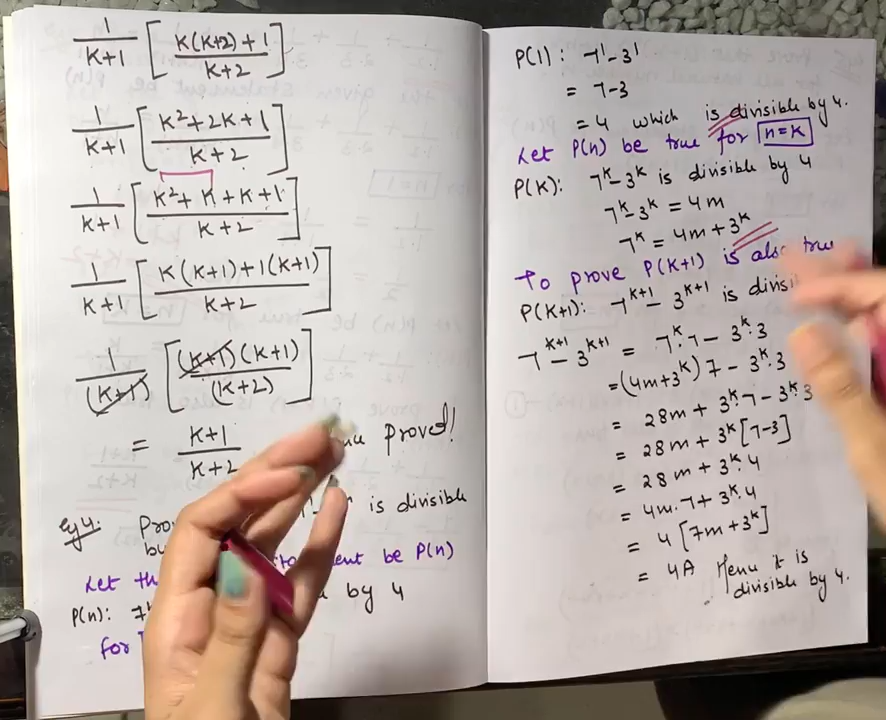 1/(K+1) [ (K(K+2)+1)/(K+2) ]
1/(K+1) [ (K²+2K+1)/(K+2) ]
1/(K+1) [ (K²+K+K+1)/(K+2) ]
1/(K+1) [ (K(K+1)+1(K+1))/(K+2) ]
1/(K+1) [ (K+1)(K+1)/(K+2) ]
= (K+1)/(K+2) proved!
Eg 4. is divisible
by
Let be P(n)
P(n): by 4
for
P(1): 7¹-3¹
= 7-3
= 4 which is divisible by 4.
Let P(n) be true for n=K
P(K): 7ᴷ-3ᴷ is divisible by 4
7ᴷ-3ᴷ = 4m
7ᴷ = 4m+3ᴷ
To prove P(K+1) is also true
P(K+1): 7ᴷ⁺¹- 3ᴷ⁺¹ is
7ᴷ⁺¹-3ᴷ⁺¹ = 7ᴷ.7-3ᴷ.3
=(4m+3ᴷ)7 - 3ᴷ.3
= 28m + 3ᴷ.7-3ᴷ.3
= 28m + 3ᴷ[7-3]
= 28m + 3ᴷ.4
= 4m.7+3ᴷ.4
= 4[7m+3ᴷ]
= 4A Hence it is
divisible by 4.